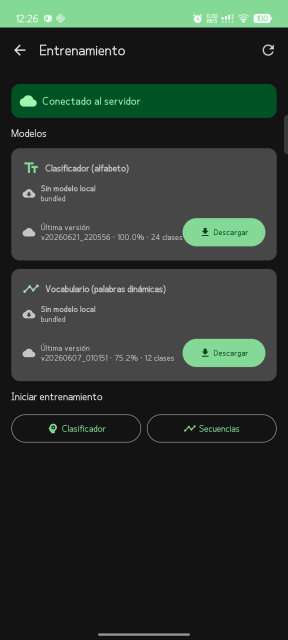 12:26
100
Entrenamiento
Conectado al servidor
Modelos
Clasificador (alfabeto)
Sin modelo local
bundled
Última versión
v20260621_220556 · 100.0% · 24 clases
Descargar
Vocabulario (palabras dinámicas)
Sin modelo local
bundled
Última versión
v20260607_010151 · 75.2% · 12 clases
Descargar
Iniciar entrenamiento
Clasificador
Secuencias